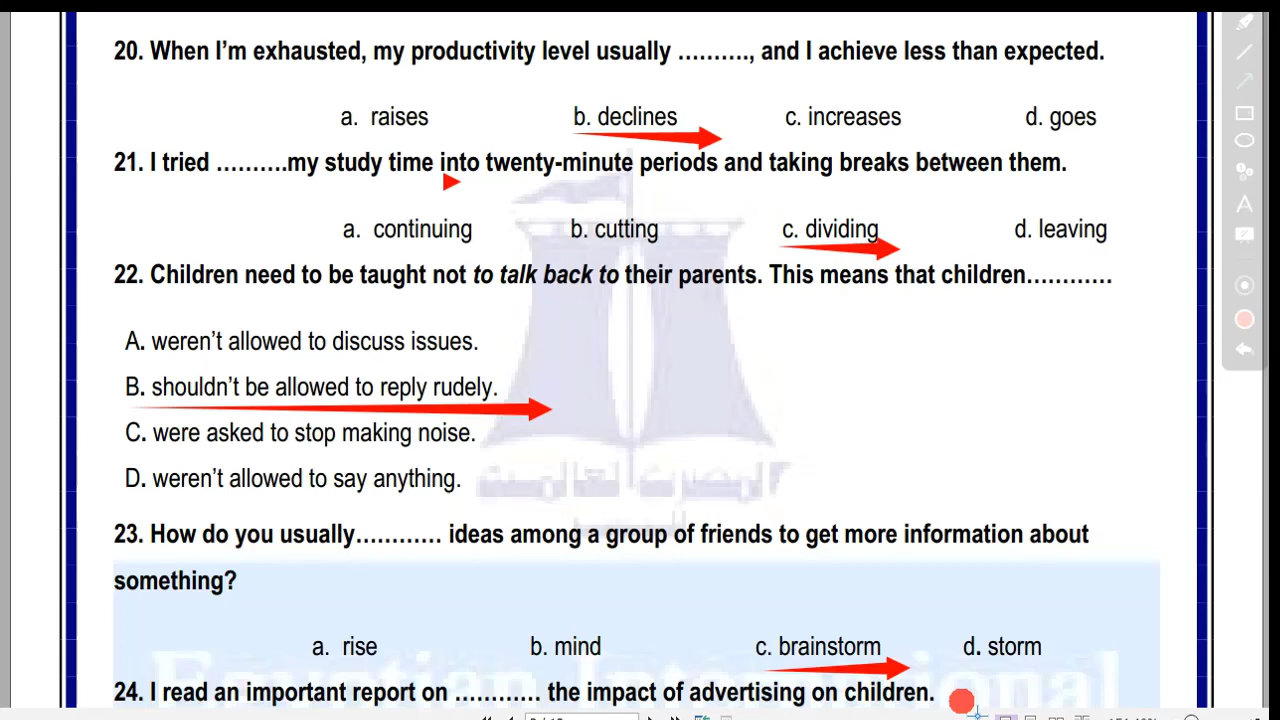 20. When I’m exhausted, my productivity level usually ………., and I achieve less than expected.
a. raises b. declines c. increases d. goes
21. I tried ……….my study time into twenty-minute periods and taking breaks between them.
a. continuing b. cutting c. dividing d. leaving
22. Children need to be taught not to talk back to their parents. This means that children…………
A. weren’t allowed to discuss issues.
B. shouldn’t be allowed to reply rudely.
C. were asked to stop making noise.
D. weren’t allowed to say anything.
23. How do you usually………… ideas among a group of friends to get more information about
something?
a. rise b. mind c. brainstorm d. storm
Egyptian International
24. I read an important report on ………… the impact of advertising on children.